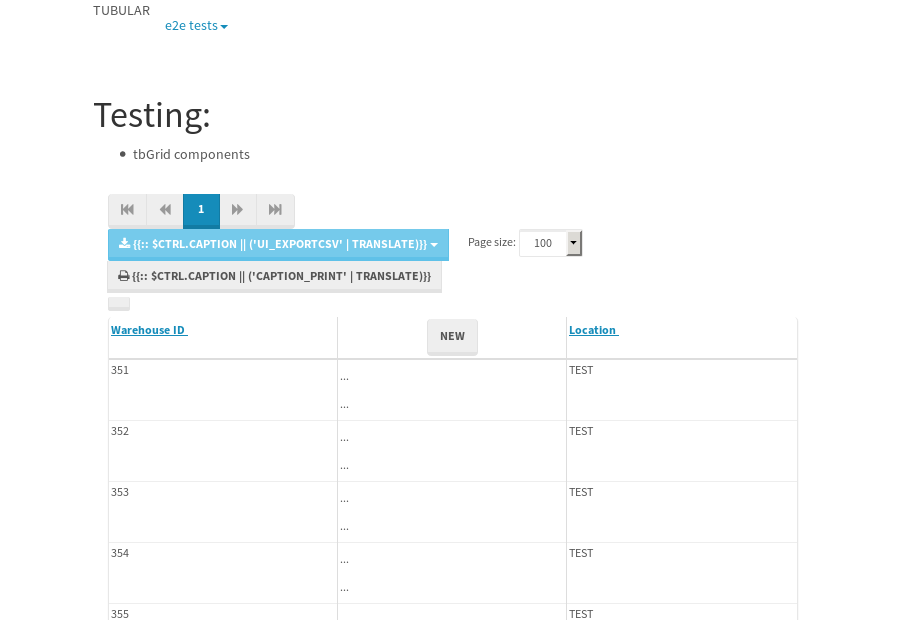 TUBULAR
e2e tests
Testing:
tbGrid components
1
{{:: $CTRL.CAPTION || ('UI_EXPORTCSV' | TRANSLATE)}}
Page size: 100
{{:: $CTRL.CAPTION || ('CAPTION_PRINT' | TRANSLATE)}}
Warehouse ID NEW Location
351 ... TEST
...
352 ... TEST
...
353 ... TEST
...
354 ... TEST
...
355 TEST